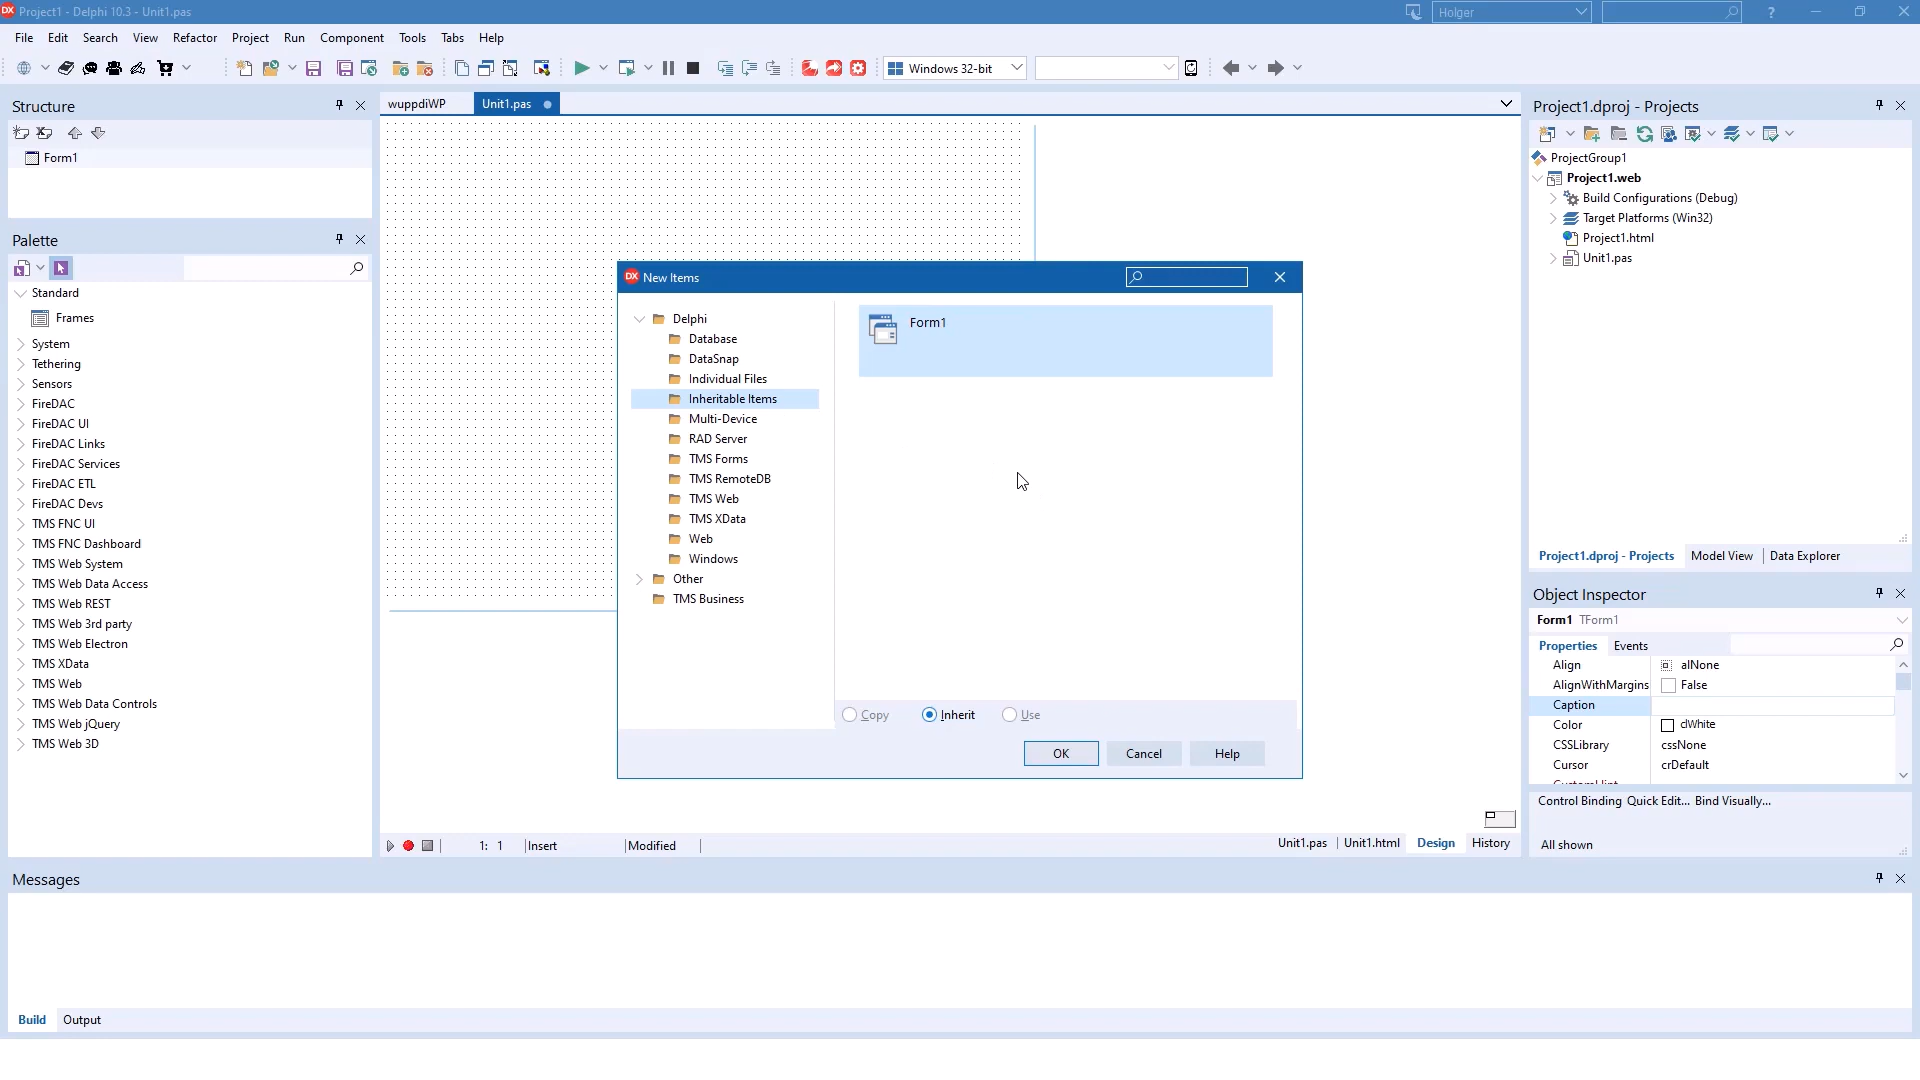 Project1 - Delphi 10.3 - Unit1.pas
Holger
?
File Edit Search View Refactor Project Run Component Tools Tabs Help
Windows 32-bit
Structure
Form1
Palette
Standard
Frames
System
Tethering
Sensors
FireDAC
FireDAC UI
FireDAC Links
FireDAC Services
FireDAC ETL
FireDAC Devs
TMS FNC UI
TMS FNC Dashboard
TMS Web System
TMS Web Data Access
TMS Web REST
TMS Web 3rd party
TMS Web Electron
TMS XData
TMS Web
TMS Web Data Controls
TMS Web jQuery
TMS Web 3D
wuppdiWP
Unit1.pas
DX New Items
Delphi
Database
DataSnap
Individual Files
Inheritable Items
Multi-Device
RAD Server
TMS Forms
TMS RemoteDB
TMS Web
TMS XData
Web
Windows
Other
TMS Business
Form1
Copy Inherit Use
OK Cancel Help
1: 1 Insert Modified
Unit1.pas Unit1.html Design History
Project1.dproj - Projects
ProjectGroup1
Project1.web
Build Configurations (Debug)
Target Platforms (Win32)
Project1.html
Unit1.pas
Project1.dproj - Projects Model View Data Explorer
Object Inspector
Form1 TForm1
Properties Events
Align alNone
AlignWithMargins False
Caption
Color clWhite
CSSLibrary cssNone
Cursor crDefault
Control Binding Quick Edit... Bind Visually...
All shown
Messages
Build Output